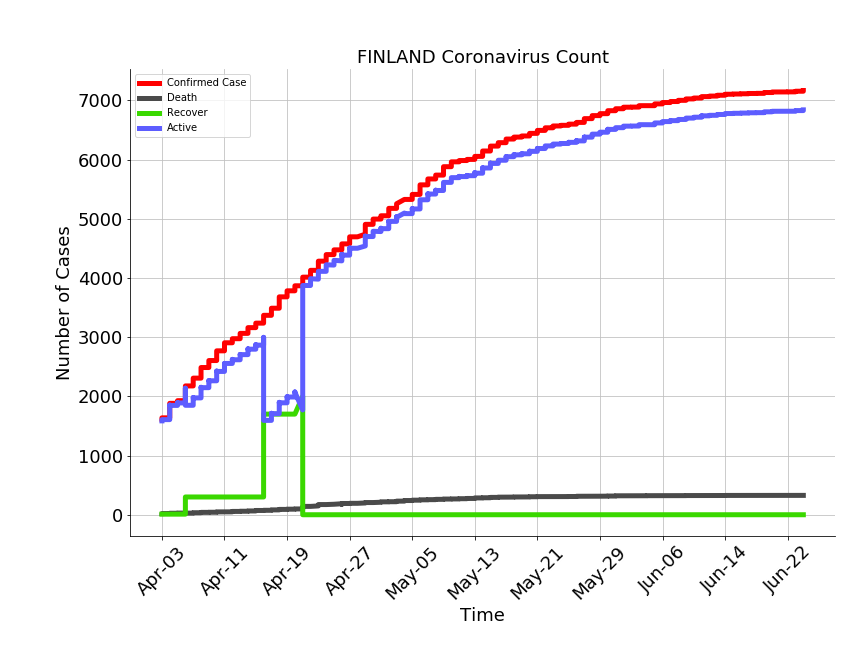 FINLAND Coronavirus Count
Confirmed Case
Death
Recover
Active
Number of Cases
7000
6000
5000
4000
3000
2000
1000
0
Apr-03 Apr-11 Apr-19 Apr-27 May-05 May-13 May-21 May-29 Jun-06 Jun-14 Jun-22
Time